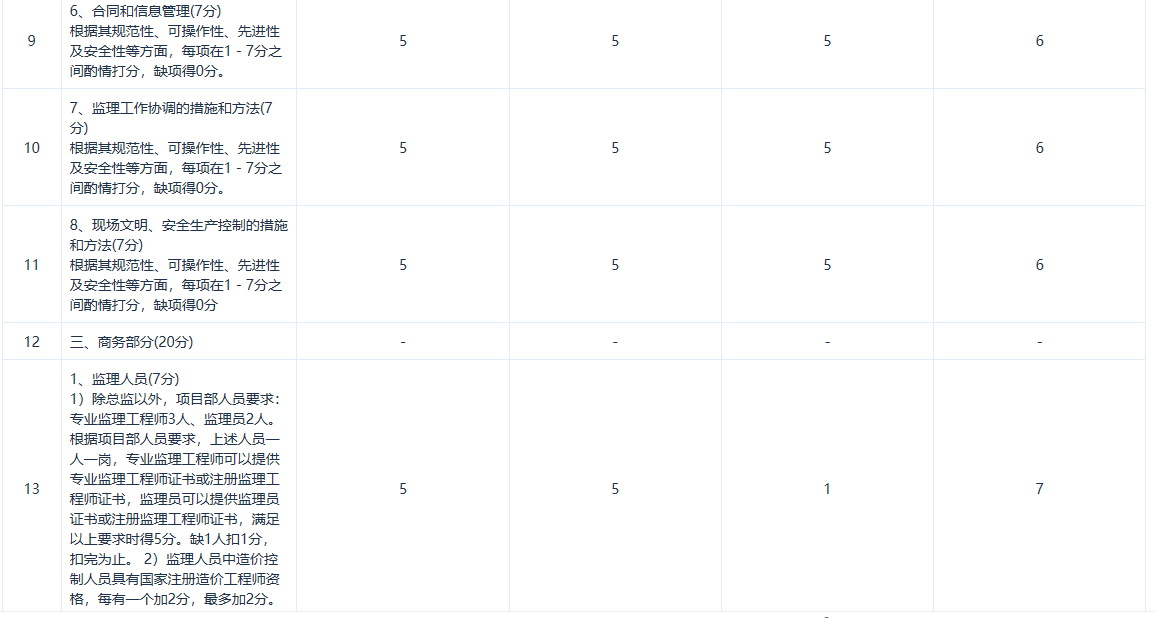 6、合同和信息管理(7分)
根据其规范性、可操作性、先进性
及安全性等方面，每项在1－7分之
间酌情打分，缺项得0分。
9
5
5
5
6
7、监理工作协调的措施和方法(7
分)
根据其规范性、可操作性、先进性
及安全性等方面，每项在1－7分之
间酌情打分，缺项得0分。
10
5
5
5
6
8、现场文明、安全生产控制的措施
和方法(7分)
根据其规范性、可操作性、先进性
及安全性等方面，每项在1－7分之
间酌情打分，缺项得0分
11
5
5
5
6
12
三、商务部分(20分)
-
-
-
-
1、监理人员(7分)
1）除总监以外，项目部人员要求：
专业监理工程师3人、监理员2人。
根据项目部人员要求，上述人员一
人一岗，专业监理工程师可以提供
专业监理工程师证书或注册监理工
程师证书，监理员可以提供监理员
证书或注册监理工程师证书，满足
以上要求时得5分。缺1人扣1分，
扣完为止。 2）监理人员中造价控
制人员具有国家注册造价工程师资
格，每有一个加2分，最多加2分。
13
5
5
1
7